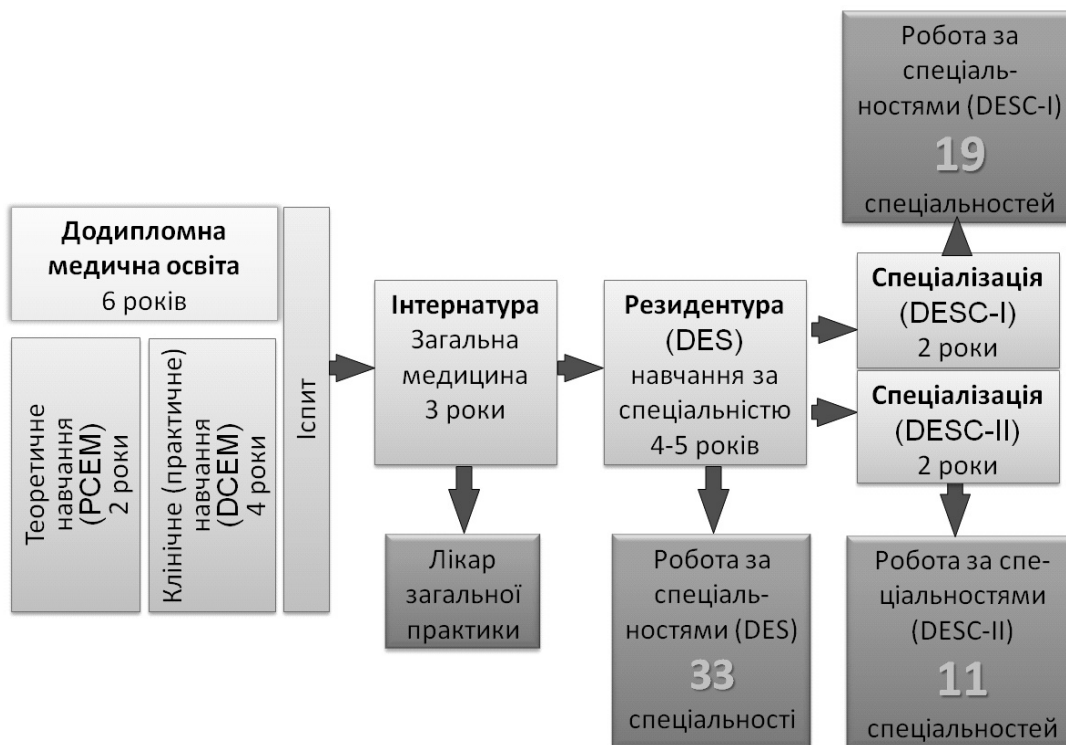 Додипломна
медична освіта
6 років
Теоретичне
навчання
(PCEM)
2 роки
Клінічне (практичне)
навчання
(DCEM)
4 роки
Іспит
Інтернатура
Загальна
медицина
3 роки
Лікар
загальної
практики
Резидентура
(DES)
навчання за
спеціальністю
4-5 років
Робота за
спеціаль-
ностями (DES)
33
спеціальності
Робота за
спеціаль-
ностями (DESC-I)
19
спеціальностей
Спеціалізація
(DESC-I)
2 роки
Спеціалізація
(DESC-II)
2 роки
Робота за спе-
ціальностями
(DESC-II)
11
спеціальностей